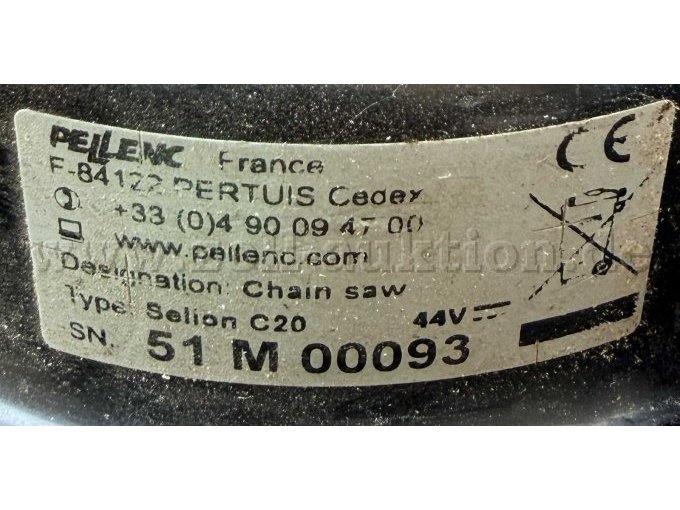 PELLENC France
F-84122 PERTUIS Cedex
+33 (0)4 90 09 47 00
www.pellenc.com
Designation: Chain saw
Type: Selion C20 44V
SN. 51 M 00093
CE